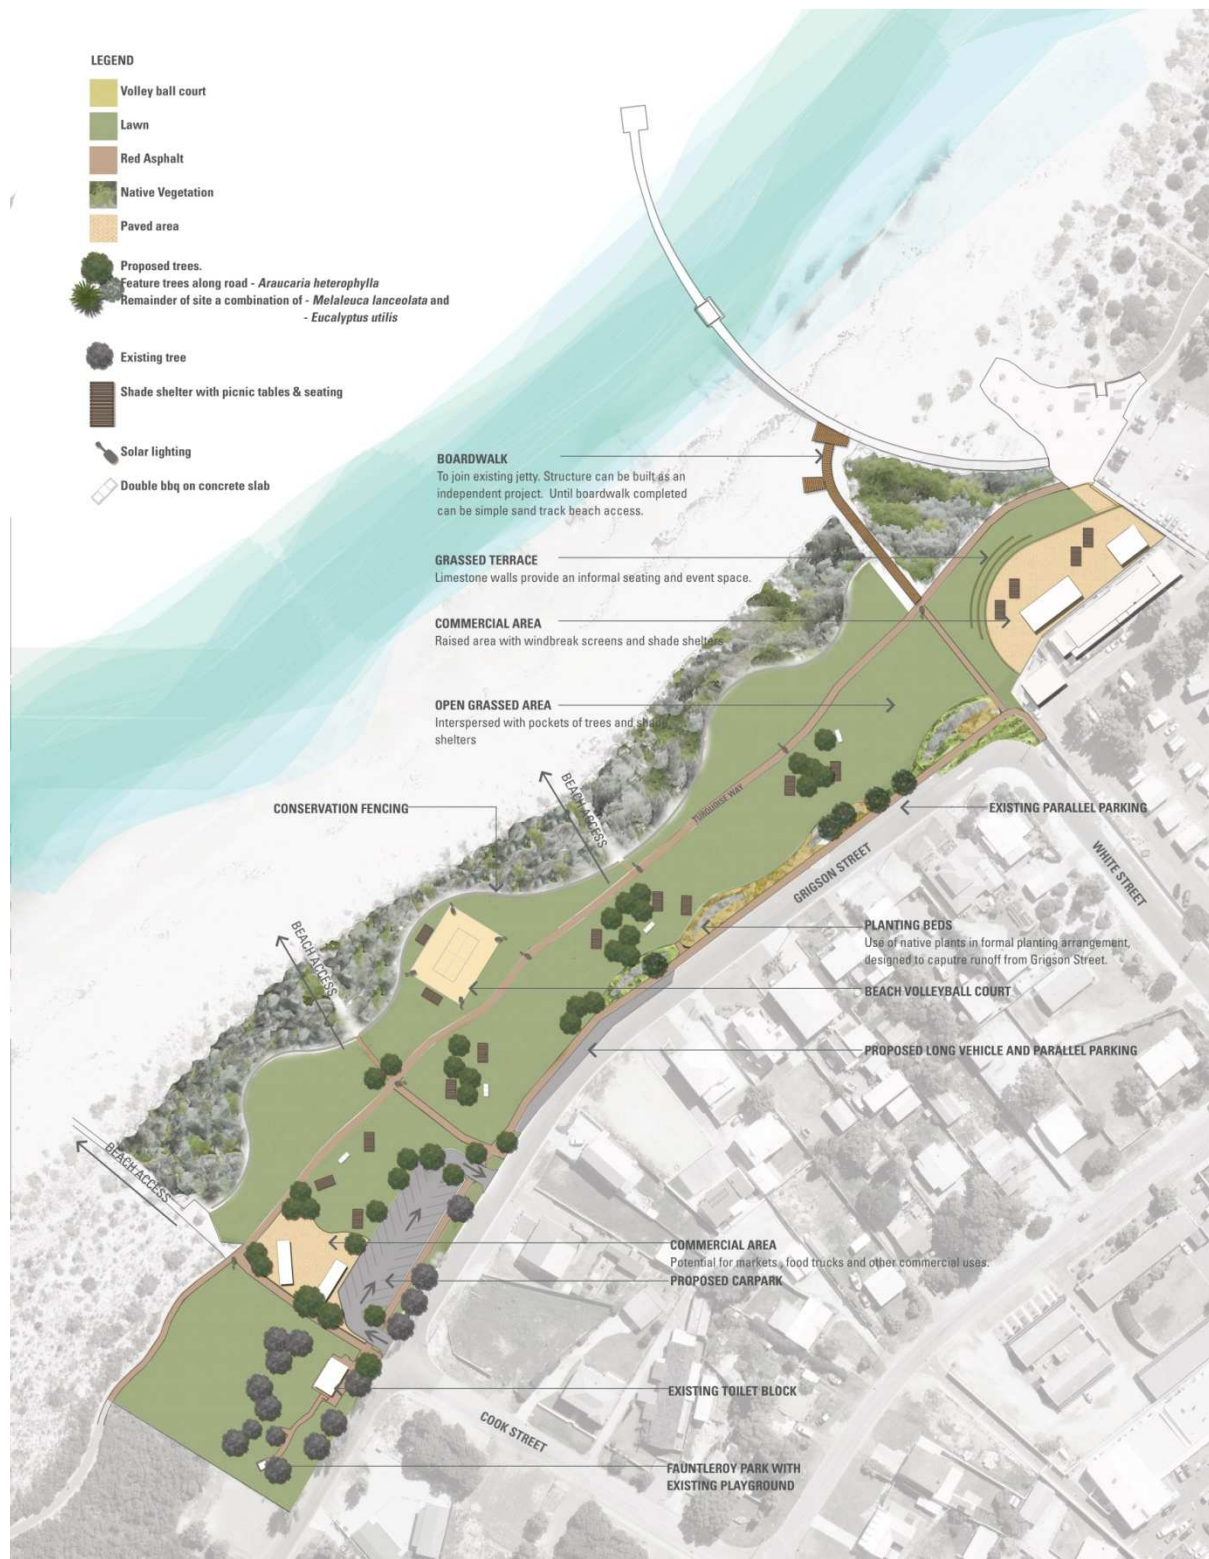 LEGEND
Volley ball court
Lawn
Red Asphalt
Native Vegetation
Paved area
Proposed trees.
Feature trees along road - Araucaria heterophylla
Remainder of site a combination of - Melaleuca lanceolata and
- Eucalyptus utilis
Existing tree
Shade shelter with picnic tables & seating
Solar lighting
Double bbq on concrete slab
BOARDWALK
To join existing jetty. Structure can be built as an
independent project. Until boardwalk completed
can be simple sand track beach access.
GRASSED TERRACE
Limestone walls provide an informal seating and event space.
COMMERCIAL AREA
Raised area with windbreak screens and shade shelters
OPEN GRASSED AREA
Interspersed with pockets of trees and shade
shelters
BEACH ACCESS
TURQUOISE WAY
CONSERVATION FENCING
EXISTING PARALLEL PARKING
GRIGSON STREET
WHITE STREET
PLANTING BEDS
Use of native plants in formal planting arrangement,
designed to caputre runoff from Grigson Street.
BEACH ACCESS
BEACH VOLLEYBALL COURT
PROPOSED LONG VEHICLE AND PARALLEL PARKING
BEACH ACCESS
COMMERCIAL AREA
Potential for markets , food trucks and other commercial uses.
PROPOSED CARPARK
EXISTING TOILET BLOCK
COOK STREET
FAUNTLEROY PARK WITH
EXISTING PLAYGROUND